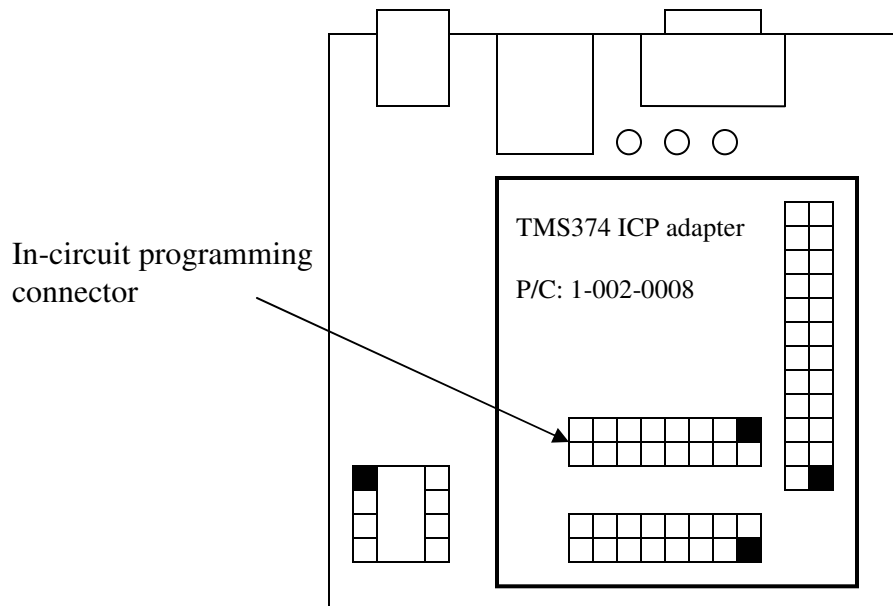 TMS374 ICP adapter
P/C: 1-002-0008
In-circuit programming
connector